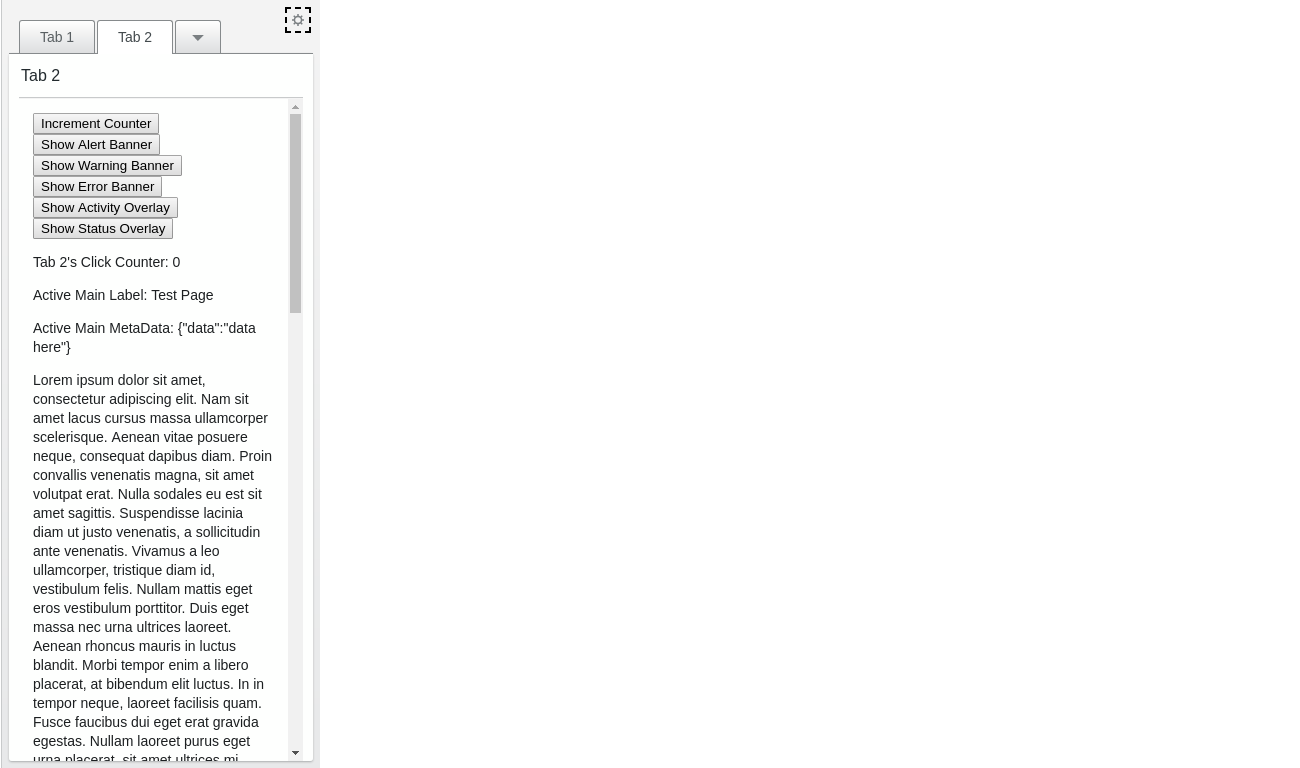 Tab 1
Tab 2
Tab 2
Increment Counter
Show Alert Banner
Show Warning Banner
Show Error Banner
Show Activity Overlay
Show Status Overlay
Tab 2's Click Counter: 0
Active Main Label: Test Page
Active Main MetaData: {"data":"data
here"}
Lorem ipsum dolor sit amet,
consectetur adipiscing elit. Nam sit
amet lacus cursus massa ullamcorper
scelerisque. Aenean vitae posuere
neque, consequat dapibus diam. Proin
convallis venenatis magna, sit amet
volutpat erat. Nulla sodales eu est sit
amet sagittis. Suspendisse lacinia
diam ut justo venenatis, a sollicitudin
ante venenatis. Vivamus a leo
ullamcorper, tristique diam id,
vestibulum felis. Nullam mattis eget
eros vestibulum porttitor. Duis eget
massa nec urna ultrices laoreet.
Aenean rhoncus mauris in luctus
blandit. Morbi tempor enim a libero
placerat, at bibendum elit luctus. In in
tempor neque, laoreet facilisis quam.
Fusce faucibus dui eget erat gravida
egestas. Nullam laoreet purus eget
urna placerat, sit amet ultrices mi